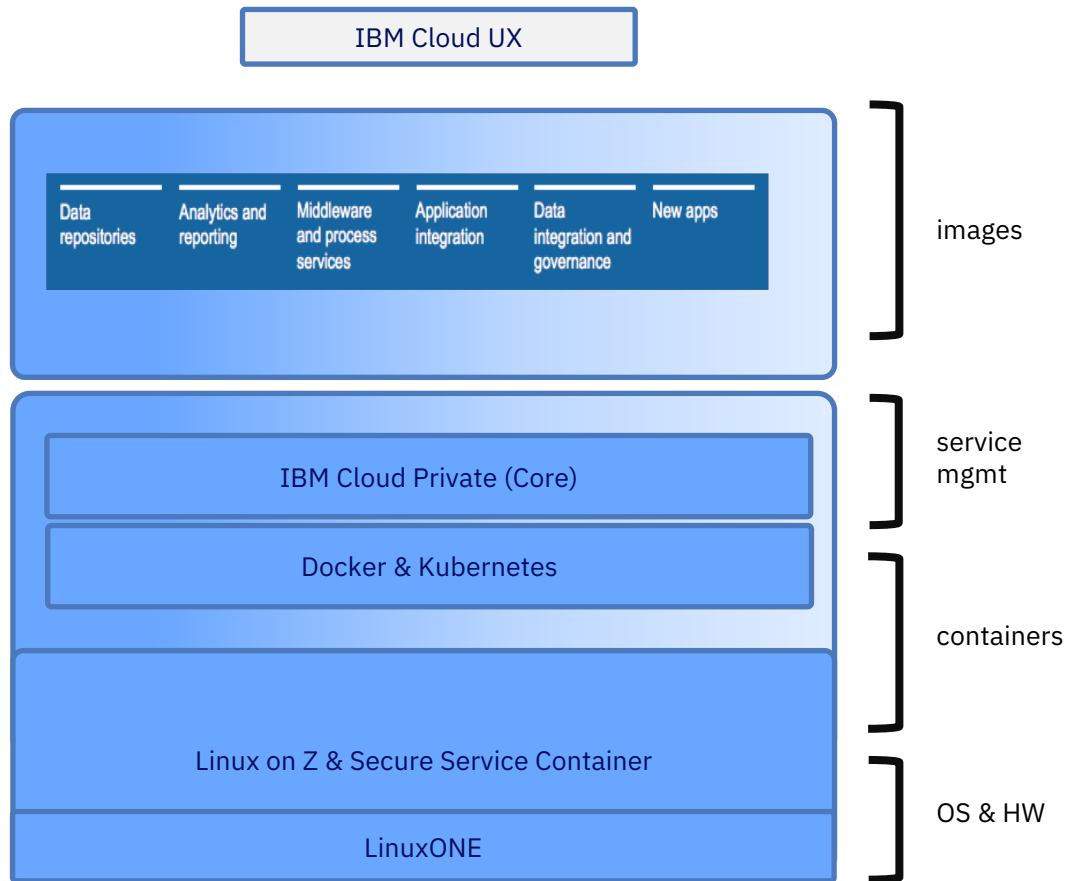 IBM Cloud UX
Data
repositories
Analytics and
reporting
Middleware
and process
services
Application
integration
Data
integration and
governance
New apps
images
IBM Cloud Private (Core)
service
mgmt
Docker & Kubernetes
containers
Linux on Z & Secure Service Container
OS & HW
LinuxONE